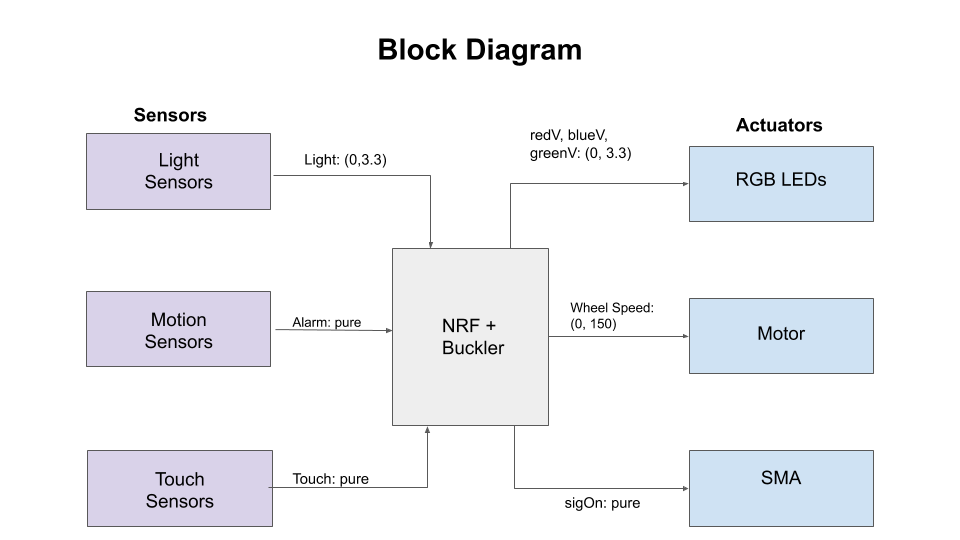 Block Diagram
Sensors
Actuators
Light
Sensors
Light: (0,3.3)
redV, blueV,
greenV: (0, 3.3)
RGB LEDs
Motion
Sensors
Alarm: pure
NRF +
Buckler
Wheel Speed:
(0, 150)
Motor
Touch
Sensors
Touch: pure
sigOn: pure
SMA